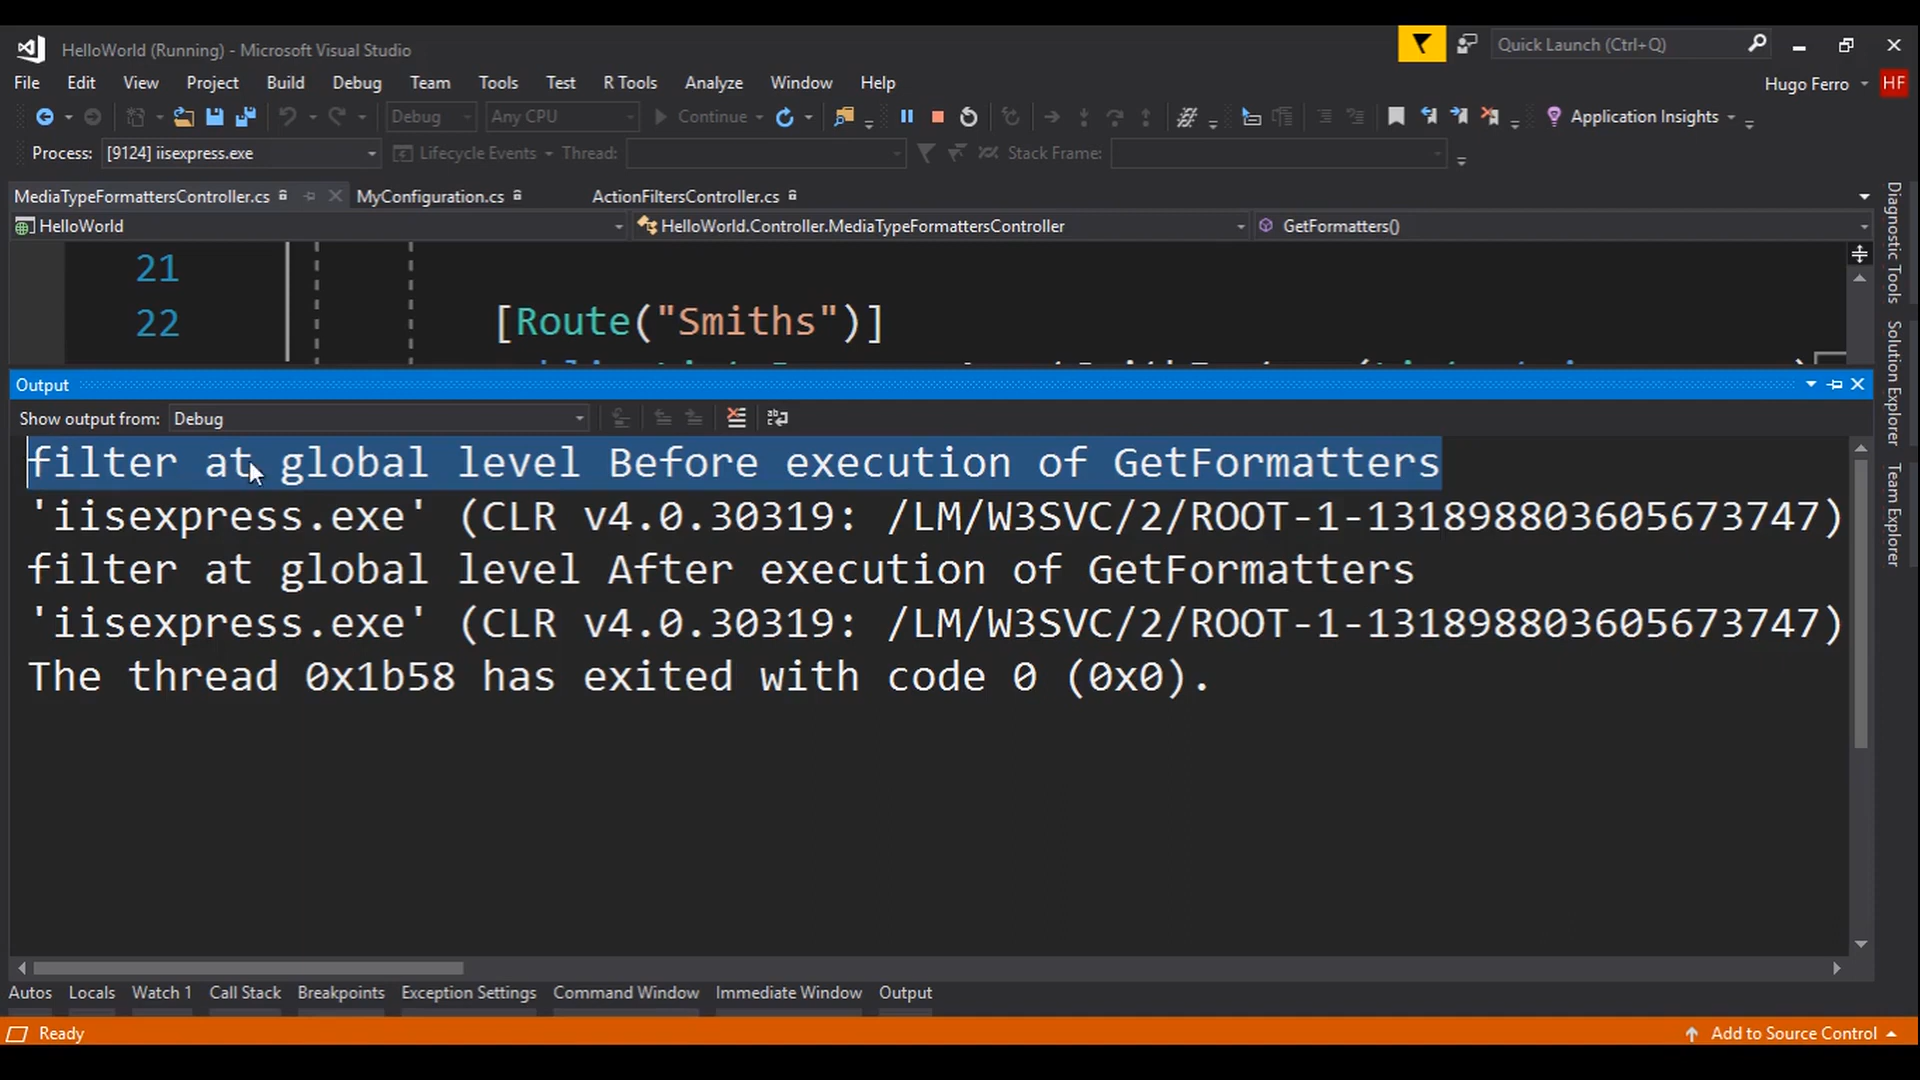 HelloWorld (Running) - Microsoft Visual Studio
Quick Launch (Ctrl+Q)
File Edit View Project Build Debug Team Tools Test R Tools Analyze Window Help
Hugo Ferro HF
Debug Any CPU Continue Application Insights
Process: [9124] iisexpress.exe Lifecycle Events Thread: Stack Frame:
MediaTypeFormattersController.cs MyConfiguration.cs ActionFiltersController.cs
HelloWorld HelloWorld.Controller.MediaTypeFormattersController GetFormatters()
21
22 [Route("Smiths")]
Output
Show output from: Debug
filter at global level Before execution of GetFormatters
'iisexpress.exe' (CLR v4.0.30319: /LM/W3SVC/2/ROOT-1-131898803605673747)
filter at global level After execution of GetFormatters
'iisexpress.exe' (CLR v4.0.30319: /LM/W3SVC/2/ROOT-1-131898803605673747)
The thread 0x1b58 has exited with code 0 (0x0).
Autos Locals Watch 1 Call Stack Breakpoints Exception Settings Command Window Immediate Window Output
Ready
Add to Source Control
Diagnostic Tools
Solution Explorer
Team Explorer